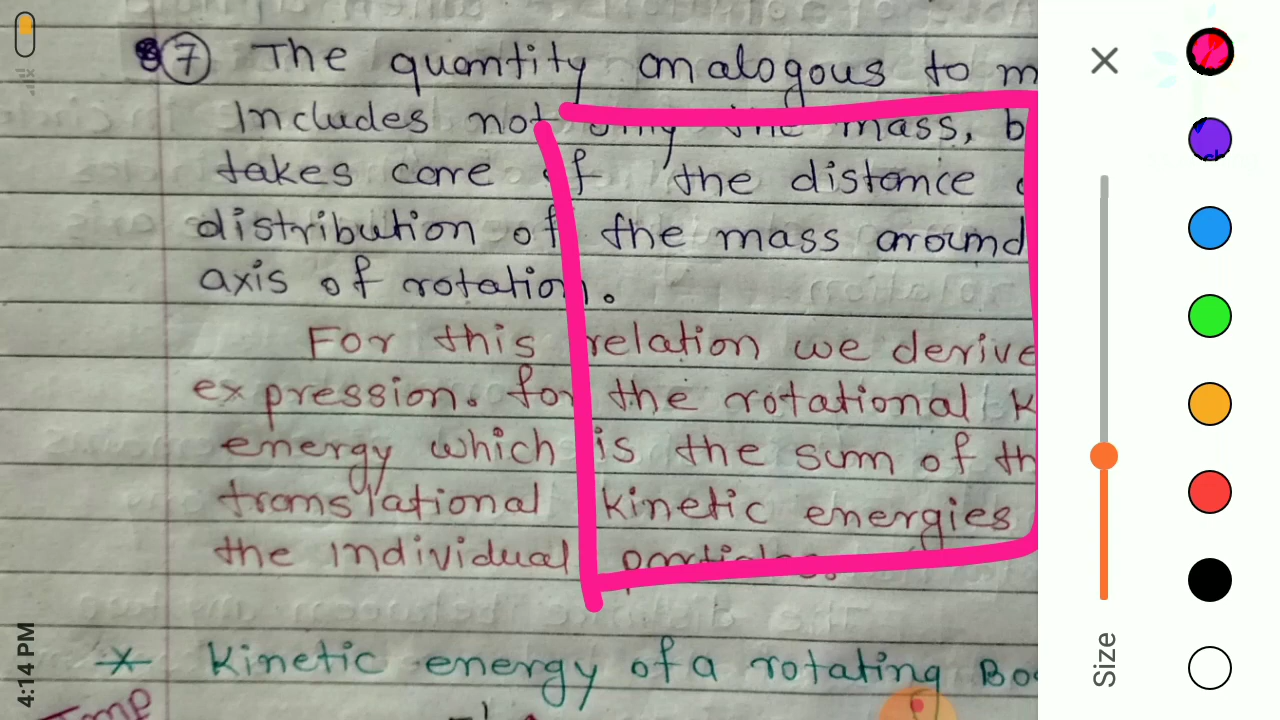 7 The quantity analogous to m
Includes not only the mass, b
takes care of the distance
distribution of the mass around
axis of rotation.
For this relation we derive
expression. for the rotational K
energy which is the sum of th
translational kinetic energies
the Individual particles
* Kinetic energy of a rotating Bo
Imp
Size
4:14 PM